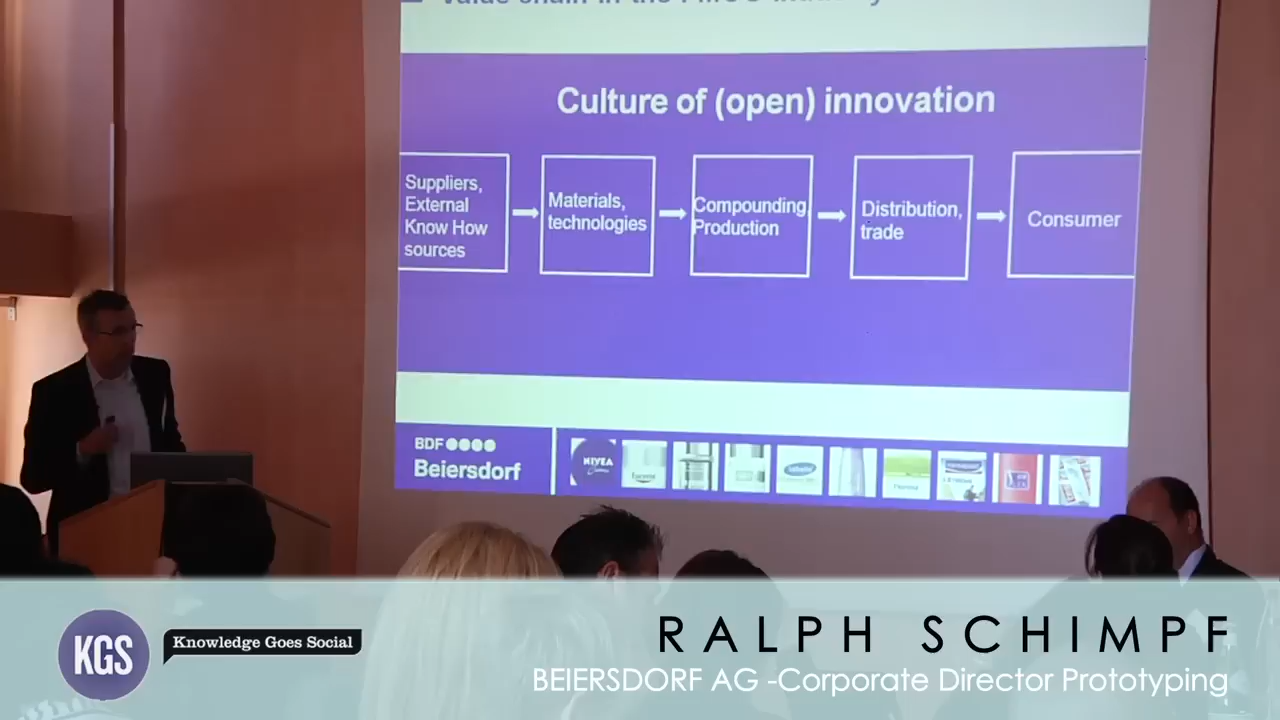 Culture of (open) innovation
Suppliers,
External
Know How
sources
Materials,
technologies
Compounding,
Production
Distribution,
trade
Consumer
BDF
Beiersdorf
NIVEA
Creme
KGS
Knowledge Goes Social
RALPH SCHIMPF
BEIERSDORF AG -Corporate Director Prototyping